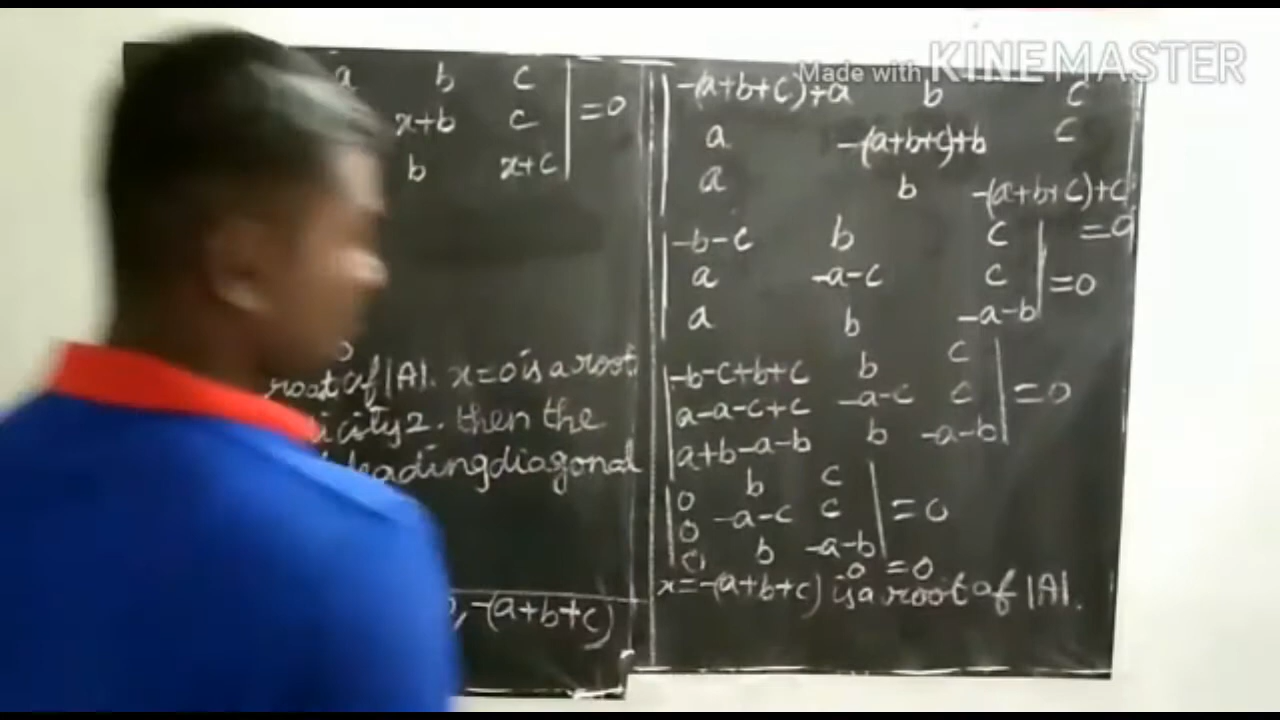 Made with KINEMASTER
a b c
x+b c =0
b x+c
root of |A|. x=0 is a root
icity 2. then the
leading diagonal
, -(a+b+c)
-(a+b+c)+a b c
a -(a+b+c)+b c
a b -(a+b+c)+c
=0
-b-c b c
a -a-c c =0
a b -a-b
-b-c+b+c b c
a-a-c+c -a-c c =0
a+b-a-b b -a-b
0 b c
0 -a-c c =0
0 b -a-b
0 =0
x=-(a+b+c) is a root of |A|.